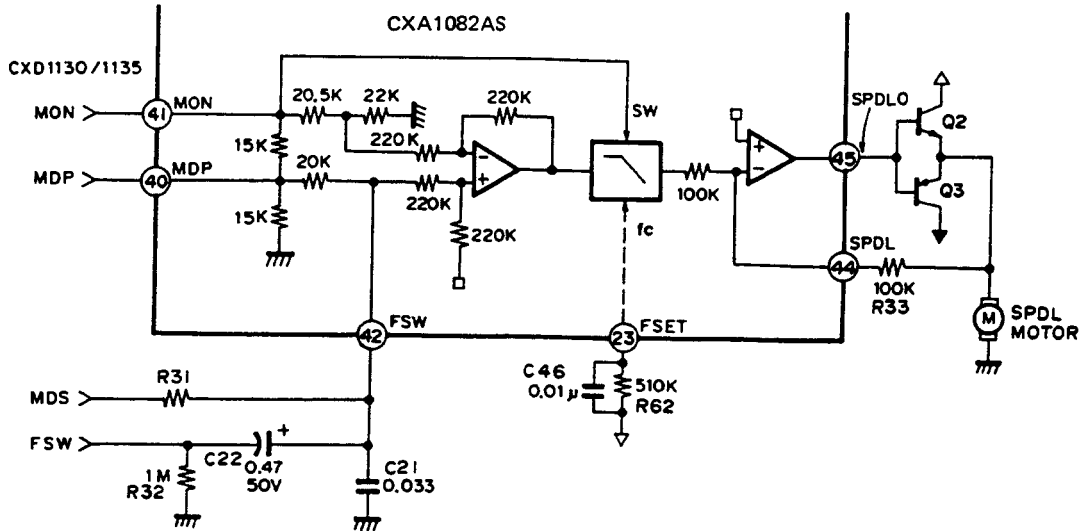 CXA1082AS
CXD1130/1135
MON
41
MON
20.5K
22K
220K
SW
SPDLO
Q2
15K
220K
MDP
40
MDP
20K
-
+
220K
100K
+
-
45
Q3
15K
220K
fc
SPDL
44
100K
R33
M
SPDL
MOTOR
42
FSW
23
FSET
R31
MDS
C46
0.01µ
510K
R62
FSW
+
C22
0.47
50V
1M
R32
C21
0.033